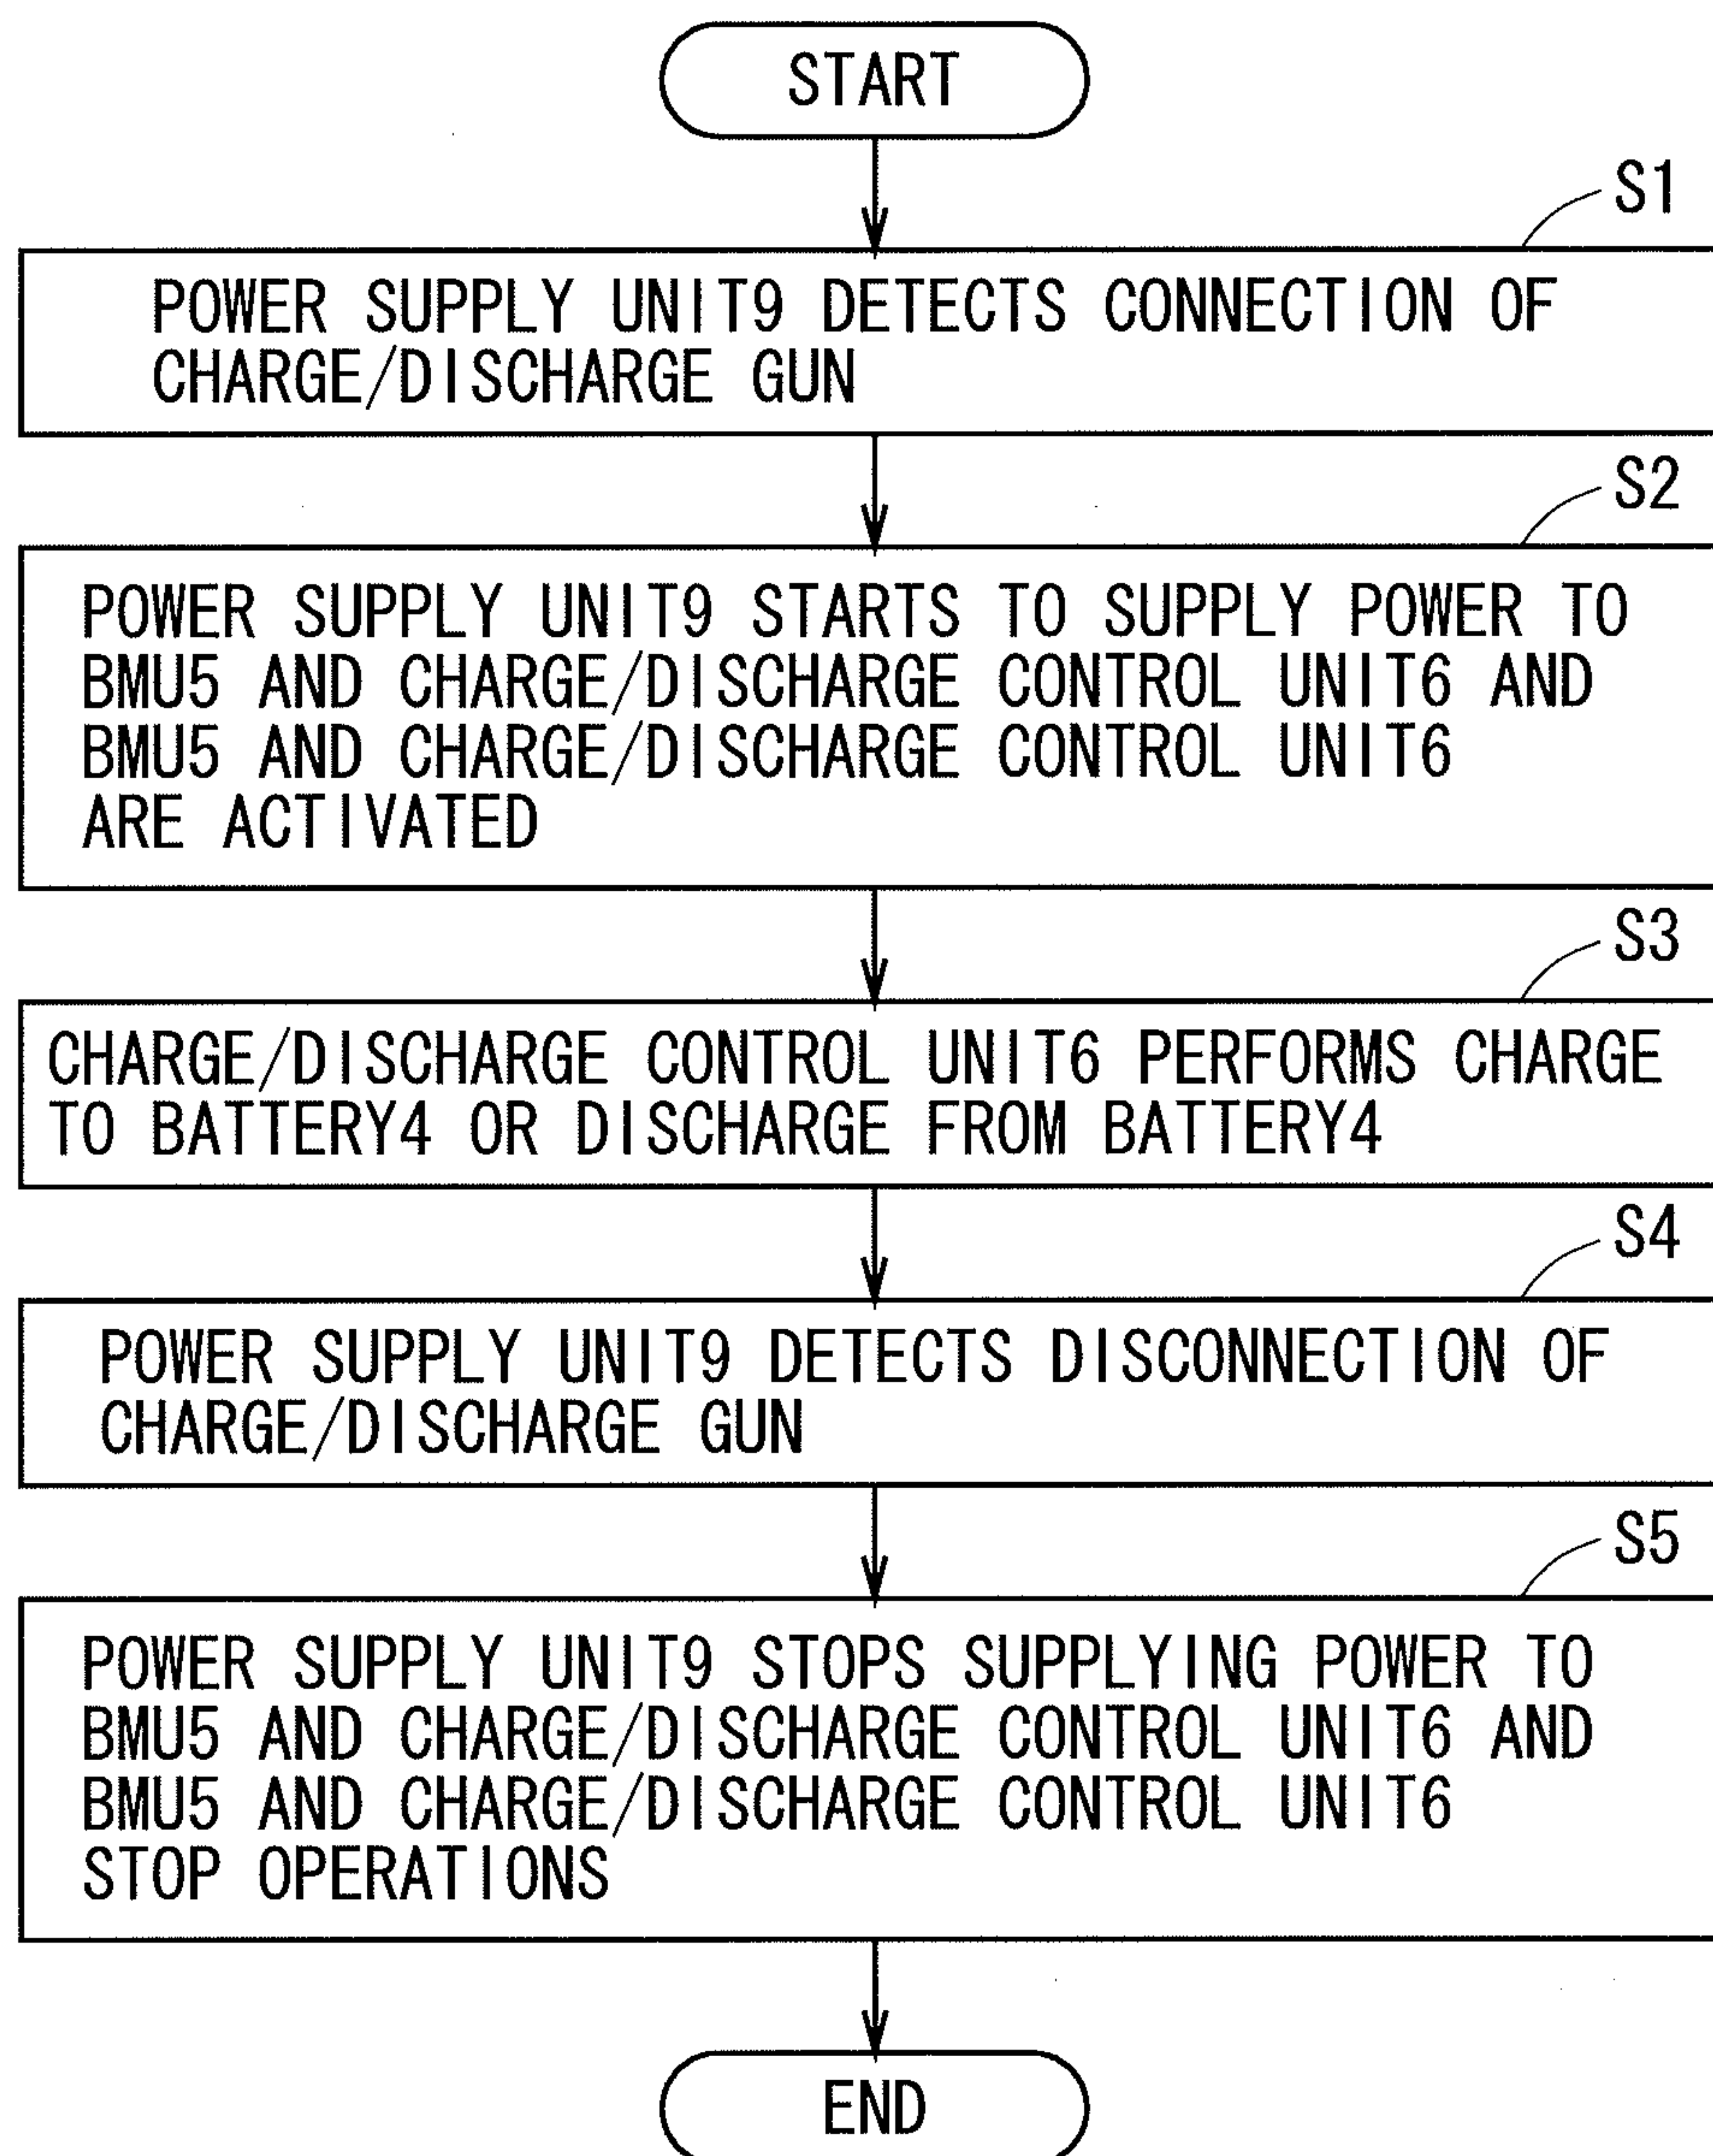 START
S1
POWER SUPPLY UNIT9 DETECTS CONNECTION OF
CHARGE/DISCHARGE GUN
S2
POWER SUPPLY UNIT9 STARTS TO SUPPLY POWER TO
BMU5 AND CHARGE/DISCHARGE CONTROL UNIT6 AND
BMU5 AND CHARGE/DISCHARGE CONTROL UNIT6
ARE ACTIVATED
S3
CHARGE/DISCHARGE CONTROL UNIT6 PERFORMS CHARGE
TO BATTERY4 OR DISCHARGE FROM BATTERY4
S4
POWER SUPPLY UNIT9 DETECTS DISCONNECTION OF
CHARGE/DISCHARGE GUN
S5
POWER SUPPLY UNIT9 STOPS SUPPLYING POWER TO
BMU5 AND CHARGE/DISCHARGE CONTROL UNIT6 AND
BMU5 AND CHARGE/DISCHARGE CONTROL UNIT6
STOP OPERATIONS
END